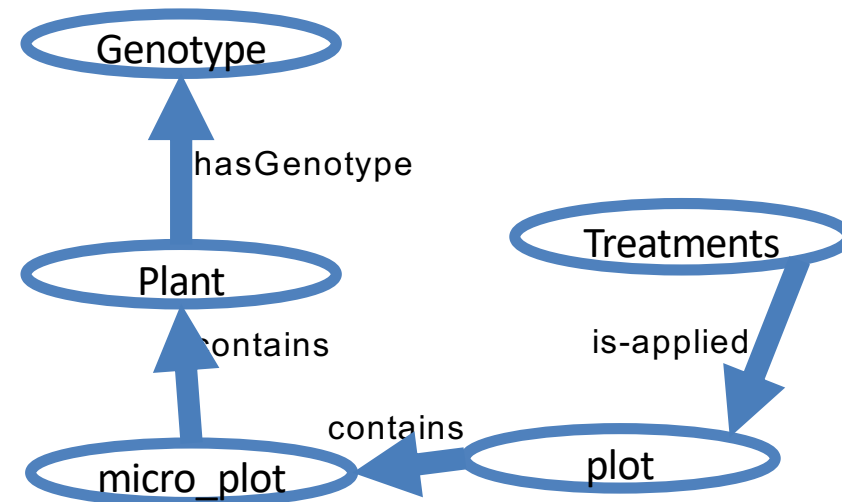 Genotype
hasGenotype
Treatments
Plant
contains
is-applied
contains
micro_plot
plot